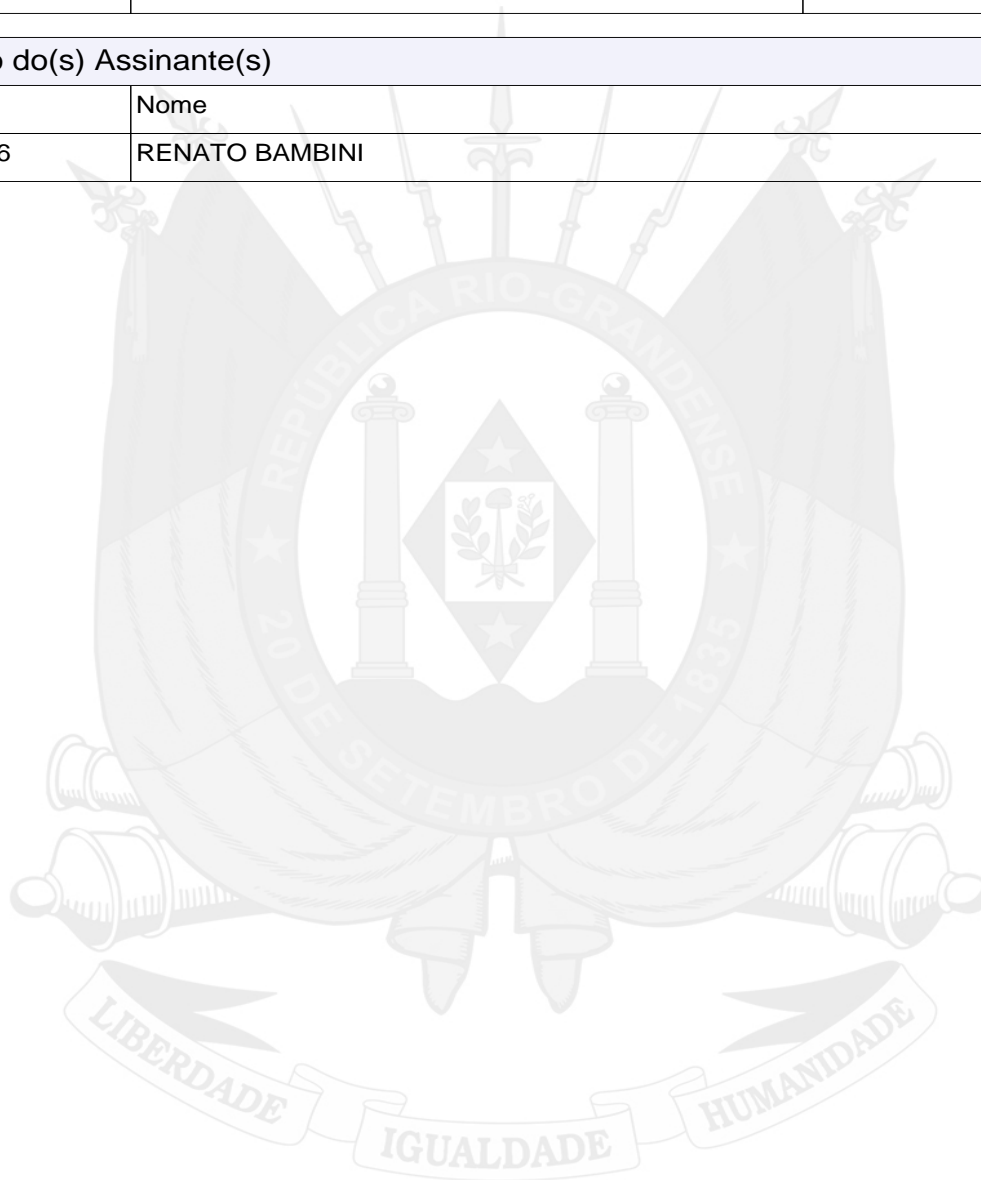 o do(s) Assinante(s)
Nome
6 RENATO BAMBINI
REPÚBLICA RIO-GRANDENSE
20 DE SETEMBRO DE 1835
LIBERDADE IGUALDADE HUMANIDADE